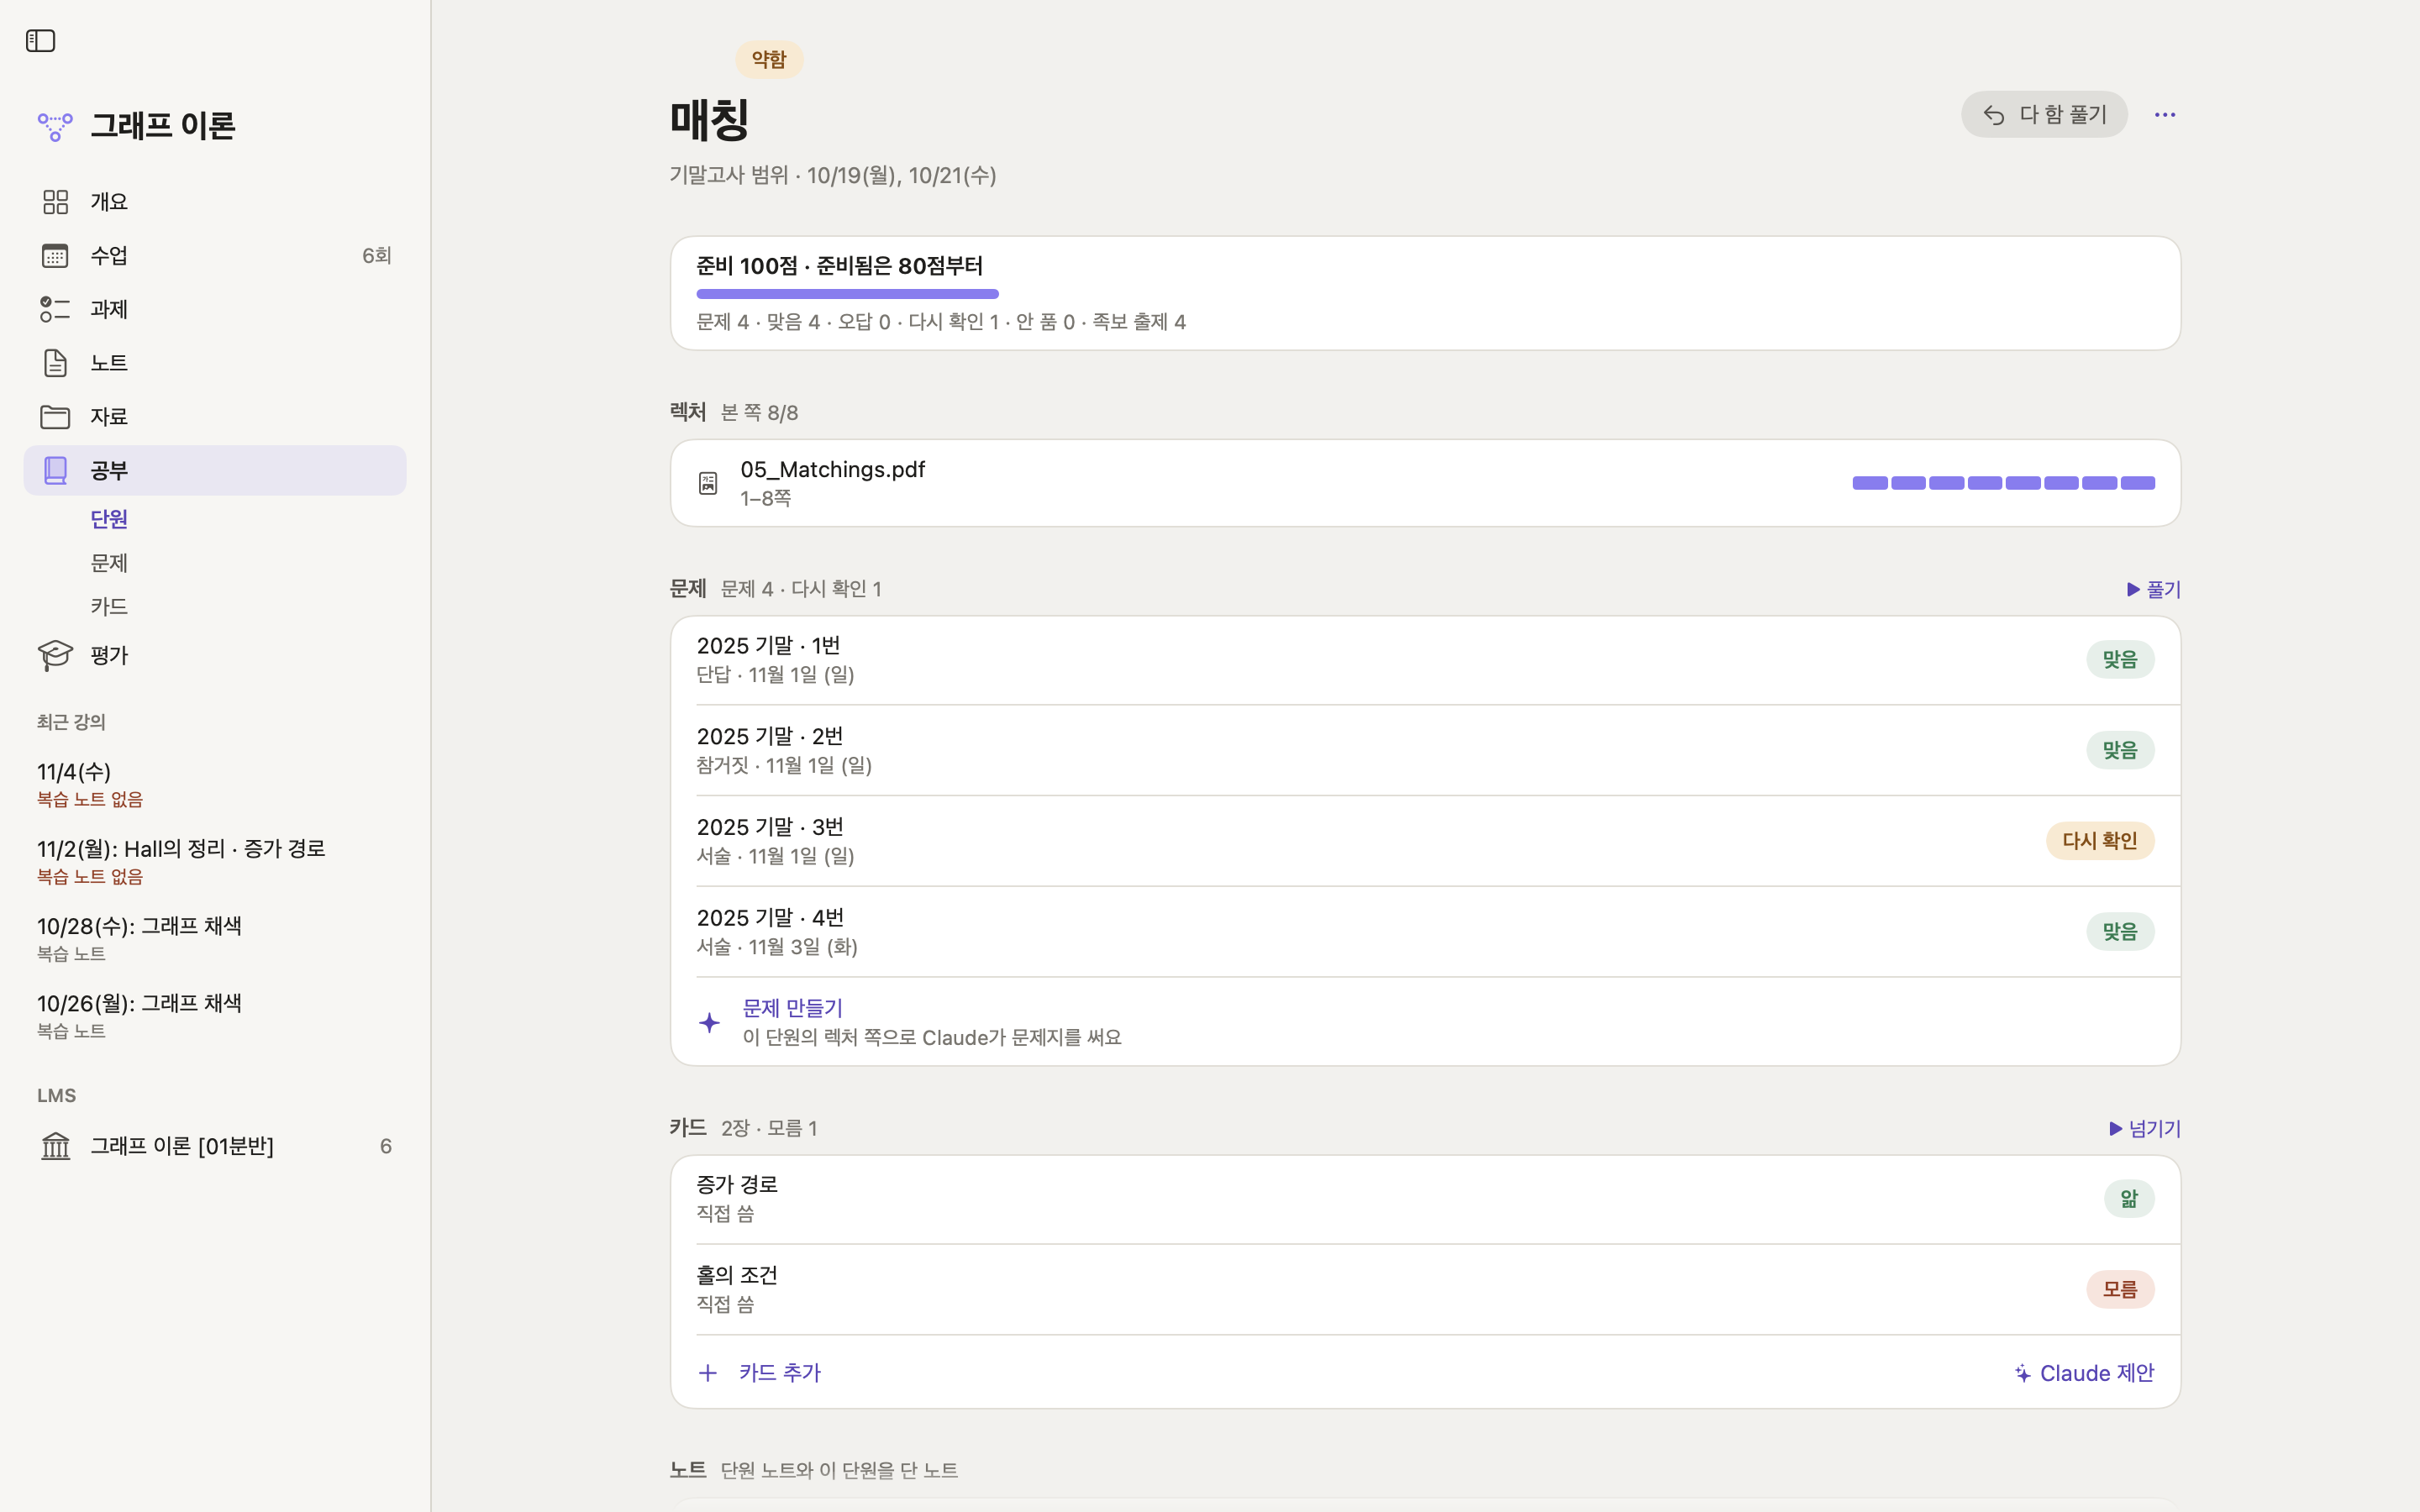 그래프 이론
개요
수업 6회
과제
노트
자료
공부
단원
문제
카드
평가
최근 강의
11/4(수)
복습 노트 없음
11/2(월): Hall의 정리 · 증가 경로
복습 노트 없음
10/28(수): 그래프 채색
복습 노트
10/26(월): 그래프 채색
복습 노트
LMS
그래프 이론 [01분반] 6
약함
매칭
다 함 풀기
기말고사 범위 · 10/19(월), 10/21(수)
준비 100점 · 준비됨은 80점부터
문제 4 · 맞음 4 · 오답 0 · 다시 확인 1 · 안 품 0 · 족보 출제 4
렉처 본 쪽 8/8
05_Matchings.pdf
1–8쪽
문제 문제 4 · 다시 확인 1 풀기
2025 기말 · 1번
단답 · 11월 1일 (일)
맞음
2025 기말 · 2번
참거짓 · 11월 1일 (일)
맞음
2025 기말 · 3번
서술 · 11월 1일 (일)
다시 확인
2025 기말 · 4번
서술 · 11월 3일 (화)
맞음
문제 만들기
이 단원의 렉처 쪽으로 Claude가 문제지를 써요
카드 2장 · 모름 1 넘기기
증가 경로
직접 씀
앎
홀의 조건
직접 씀
모름
카드 추가 Claude 제안
노트 단원 노트와 이 단원을 단 노트